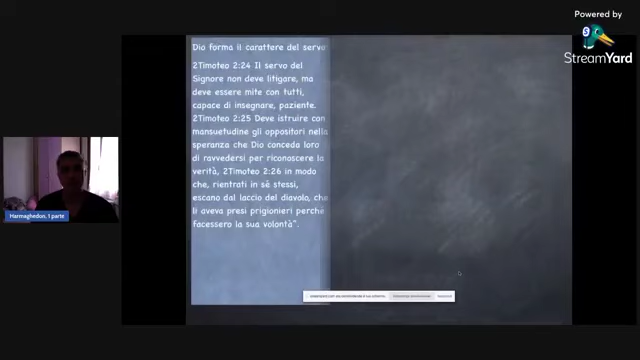 Powered by
StreamYard
Dio forma il carattere del servo
2Timoteo 2:24 Il servo del
Signore non deve litigare, ma
deve essere mite con tutti,
capace di insegnare, paziente.
2Timoteo 2:25 Deve istruire con
mansuetudine gli oppositori nella
speranza che Dio conceda loro
di ravvedersi per riconoscere la
verità, 2Timoteo 2:26 in modo
che, rientrati in sè stessi,
escano dal laccio del diavolo, che
li aveva presi prigionieri perchè
facessero la sua volontà".
Harmaghedon, 1 parte